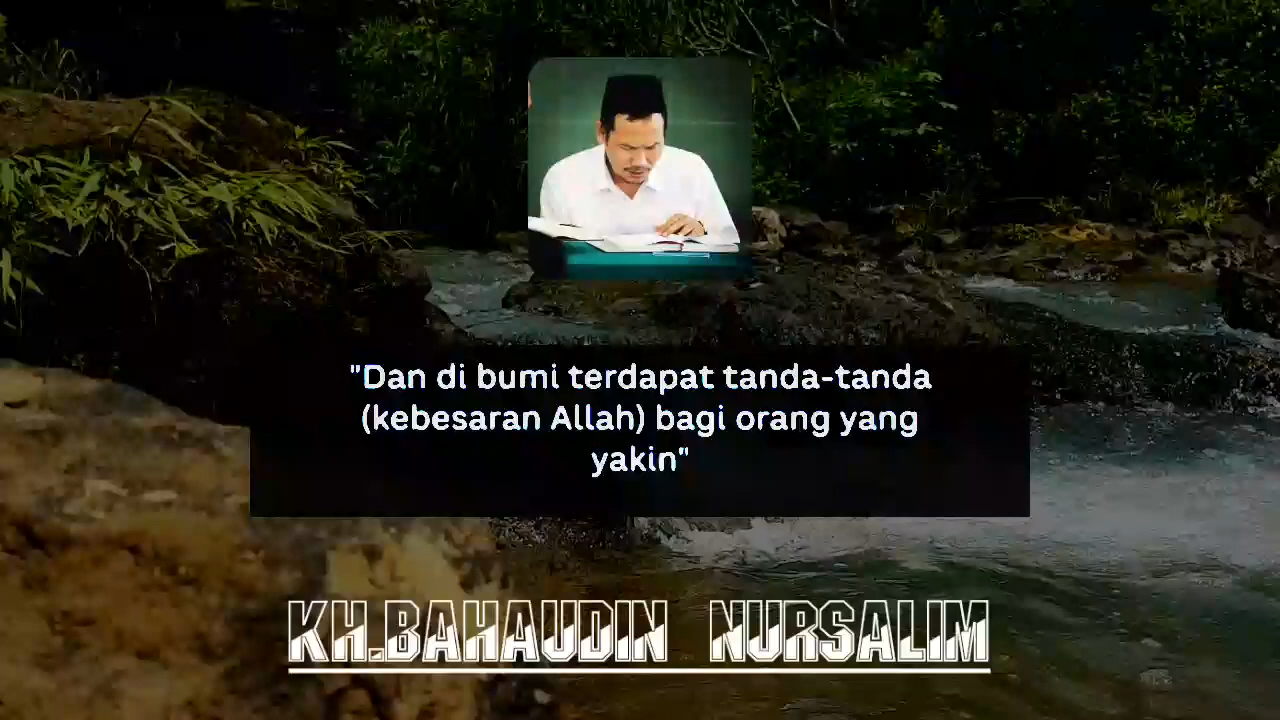 "Dan di bumi terdapat tanda-tanda
(kebesaran Allah) bagi orang yang
yakin"
KH.BAHAUDIN NURSALIM